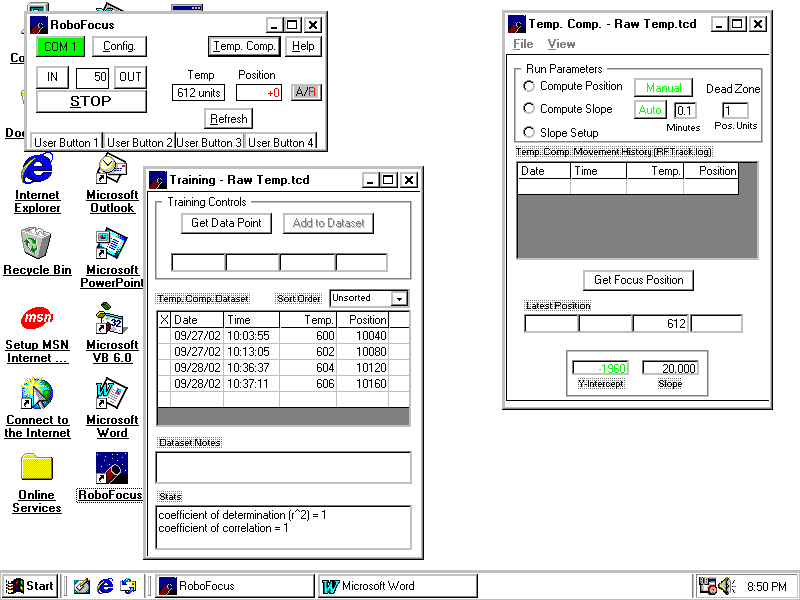 RoboFocus
COM 1
Config.
Temp. Comp.
Help
IN
50
OUT
STOP
Temp
Position
612 units
+0
A/R
Refresh
User Button 1
User Button 2
User Button 3
User Button 4
Internet
Explorer
Microsoft
Outlook
Recycle Bin
Microsoft
PowerPoint
msn
Setup MSN
Internet ...
Microsoft
VB 6.0
Connect to
the Internet
Microsoft
Word
Online
Services
RoboFocus
Training - Raw Temp.tcd
Training Controls
Get Data Point
Add to Dataset
Temp. Comp. Dataset
Sort Order
Unsorted
X Date Time Temp. Position
09/27/02 10:03:55 600 10040
09/27/02 10:13:05 602 10080
09/28/02 10:36:37 604 10120
09/28/02 10:37:11 606 10160
Dataset Notes
Stats
coefficient of determination (r^2) = 1
coefficient of correlation = 1
Temp. Comp. - Raw Temp.tcd
File View
Run Parameters
Compute Position
Manual
Dead Zone
Compute Slope
Auto
0.1
1
Minutes
Pos. Units
Slope Setup
Temp. Comp. Movement History (RFTrack.log)
Date Time Temp. Position
Get Focus Position
Latest Position
612
-1960
20.000
Y-Intercept
Slope
Start
RoboFocus
Microsoft Word
8:50 PM